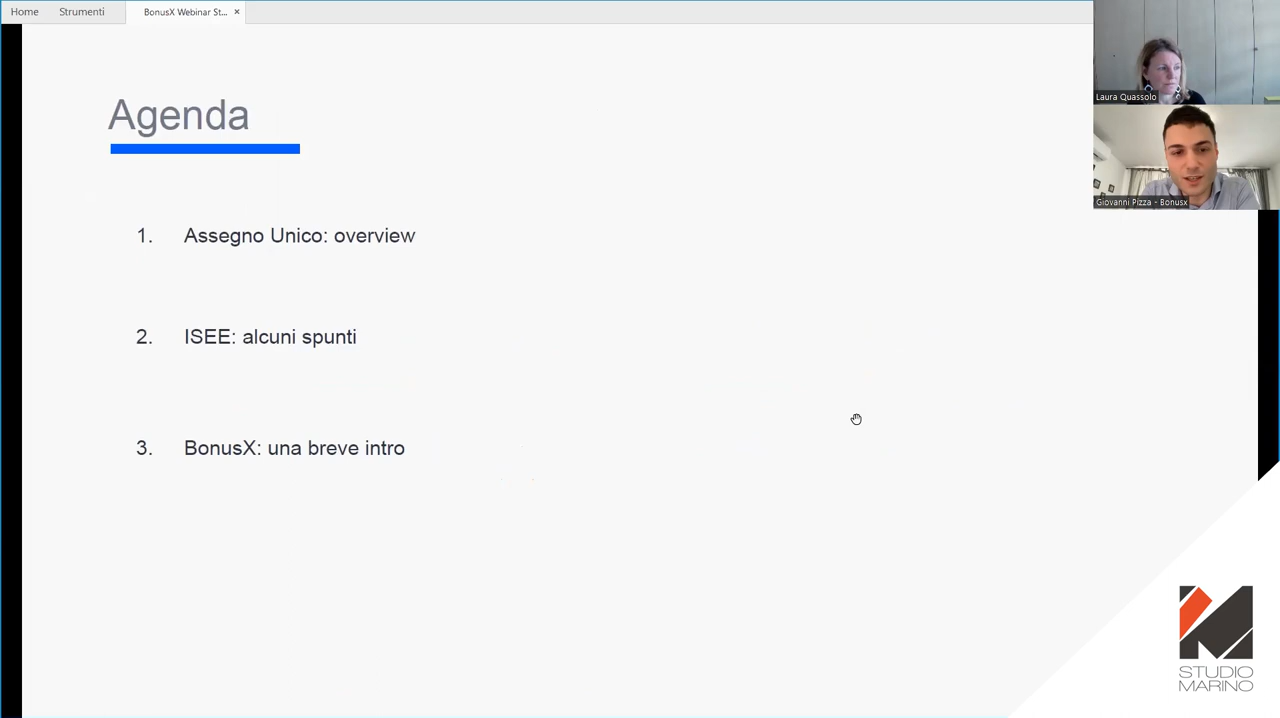 Home
Strumenti
BonusX Webinar St...
Laura Quassolo
Giovanni Pizza - Bonusx
Agenda
1. Assegno Unico: overview
2. ISEE: alcuni spunti
3. BonusX: una breve intro
STUDIO
MARINO